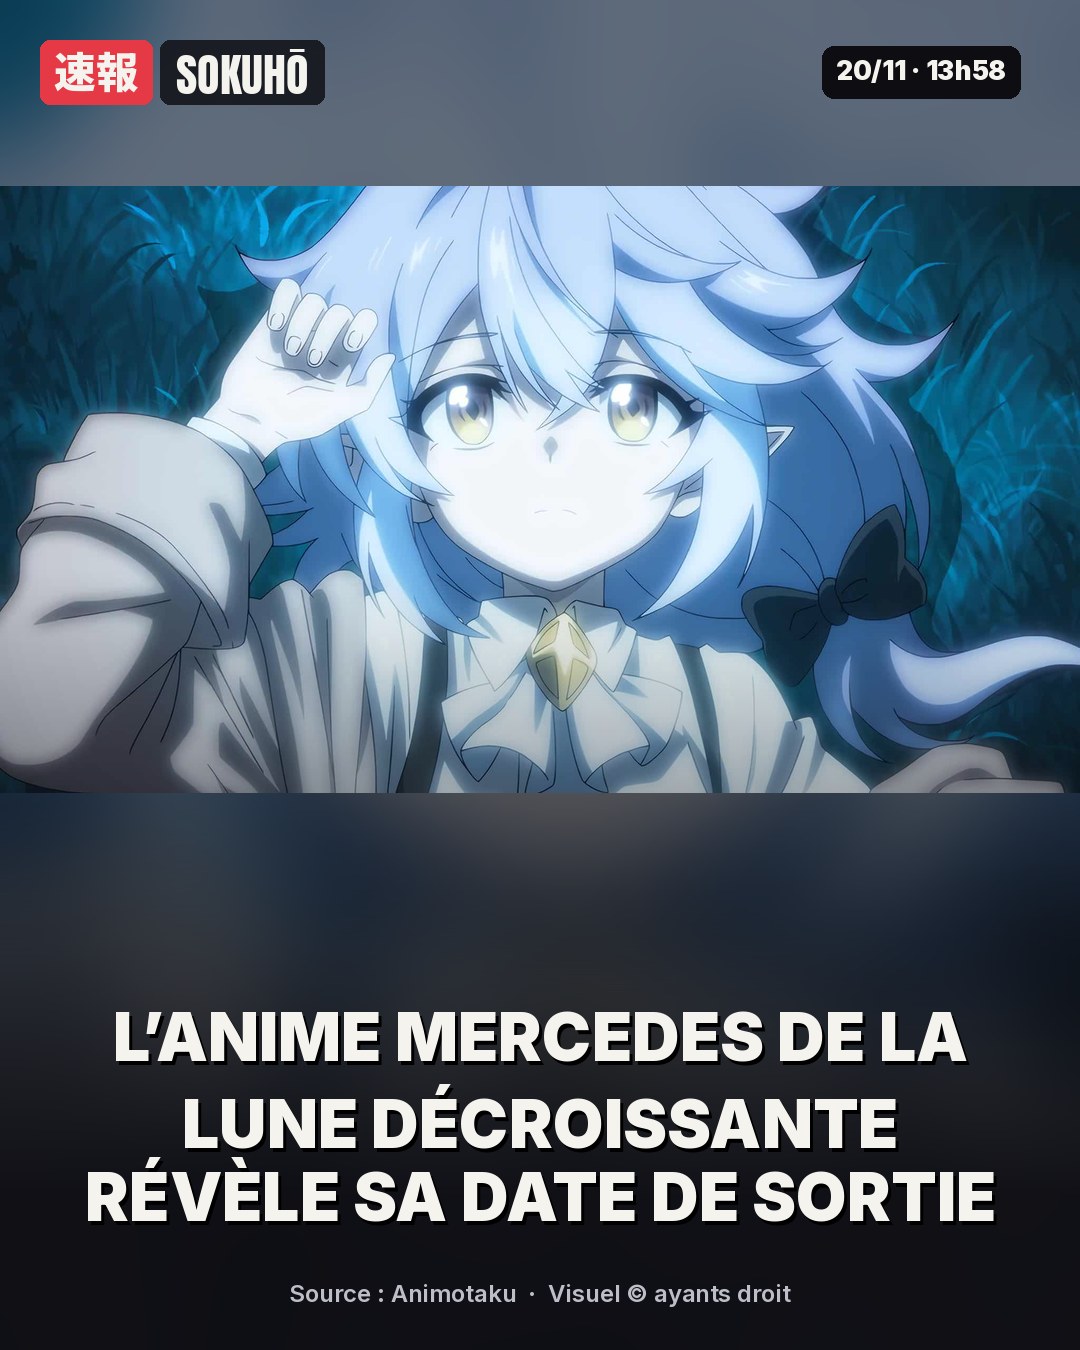 速報 SOKUHŌ
20/11 · 13h58
L’ANIME MERCEDES DE LA
LUNE DÉCROISSANTE
RÉVÈLE SA DATE DE SORTIE
Source : Animotaku · Visuel © ayants droit